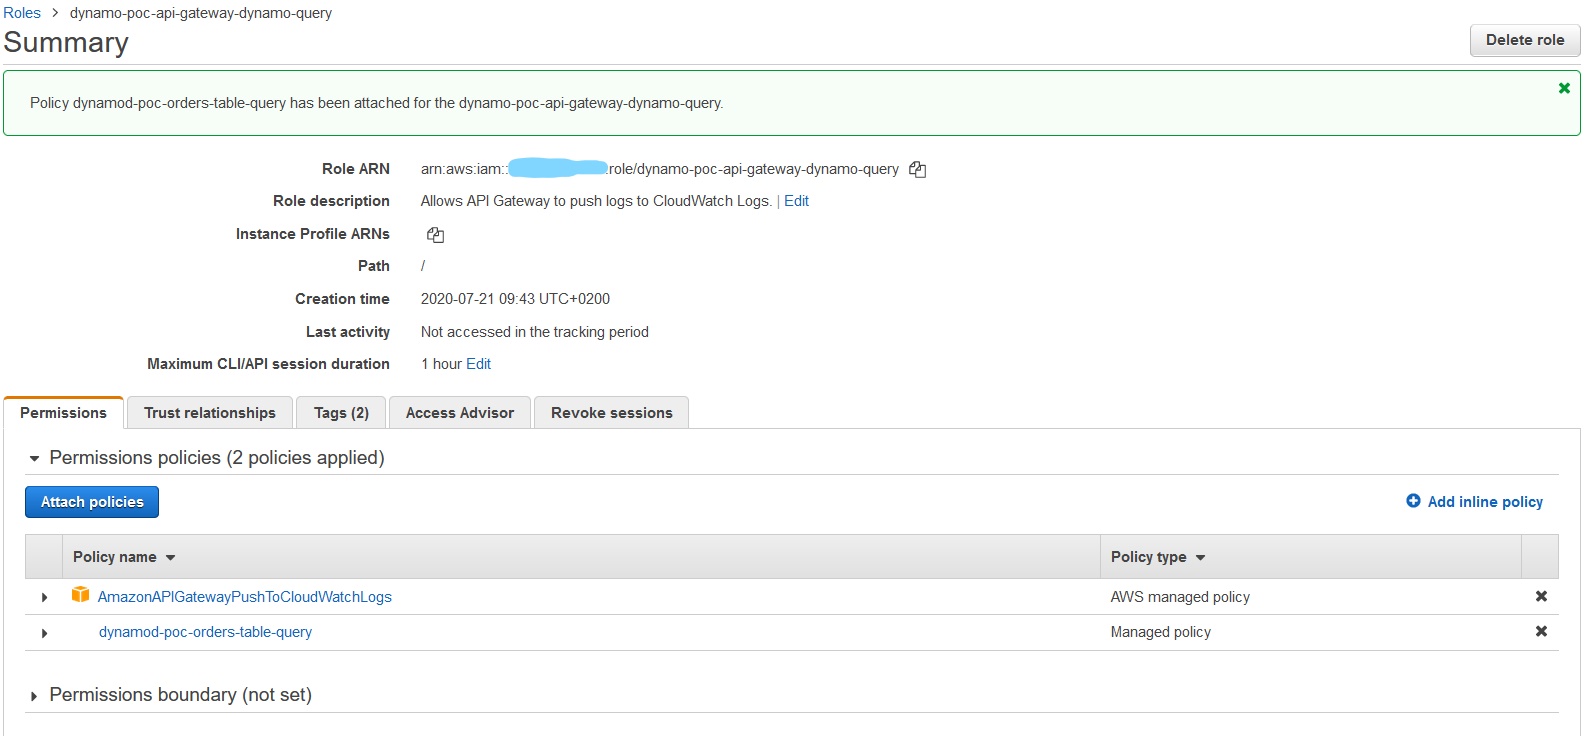 Roles > dynamo-poc-api-gateway-dynamo-query
Summary
Delete role
Policy dynamod-poc-orders-table-query has been attached for the dynamo-poc-api-gateway-dynamo-query.
Role ARN arn:aws:iam:: :role/dynamo-poc-api-gateway-dynamo-query
Role description Allows API Gateway to push logs to CloudWatch Logs. | Edit
Instance Profile ARNs
Path /
Creation time 2020-07-21 09:43 UTC+0200
Last activity Not accessed in the tracking period
Maximum CLI/API session duration 1 hour Edit
Permissions Trust relationships Tags (2) Access Advisor Revoke sessions
Permissions policies (2 policies applied)
Attach policies Add inline policy
Policy name Policy type
AmazonAPIGatewayPushToCloudWatchLogs AWS managed policy
dynamod-poc-orders-table-query Managed policy
Permissions boundary (not set)